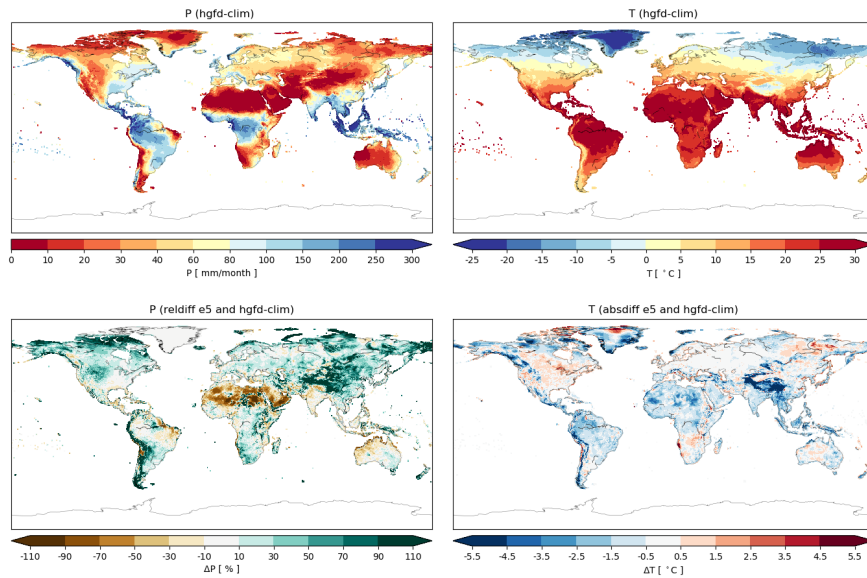 P (hgfd-clim)
T (hgfd-clim)
0 10 20 30 40 60 80 100 150 200 250 300
P [ mm/month ]
-25 -20 -15 -10 -5 0 5 10 15 20 25 30
T [ °C ]
P (reldiff e5 and hgfd-clim)
T (absdiff e5 and hgfd-clim)
-110 -90 -70 -50 -30 -10 10 30 50 70 90 110
ΔP [ % ]
-5.5 -4.5 -3.5 -2.5 -1.5 -0.5 0.5 1.5 2.5 3.5 4.5 5.5
ΔT [ °C ]